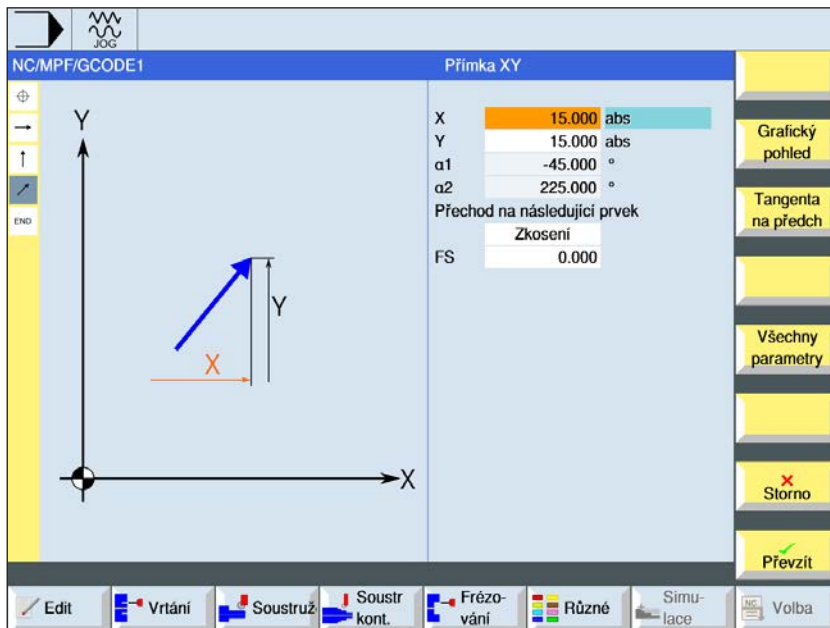 JOG
NC/MPF/GCODE1
Přímka XY
END
Y
X
Y
X
X 15.000 abs
Y 15.000 abs
α1 -45.000 °
α2 225.000 °
Přechod na následující prvek
Zkosení
FS 0.000
Grafický
pohled
Tangenta
na předch
Všechny
parametry
Storno
Převzít
Edit
Vrtání
Soustruž
Soustr
kont.
Frézo-
vání
Různé
Simu-
lace
NC
Volba